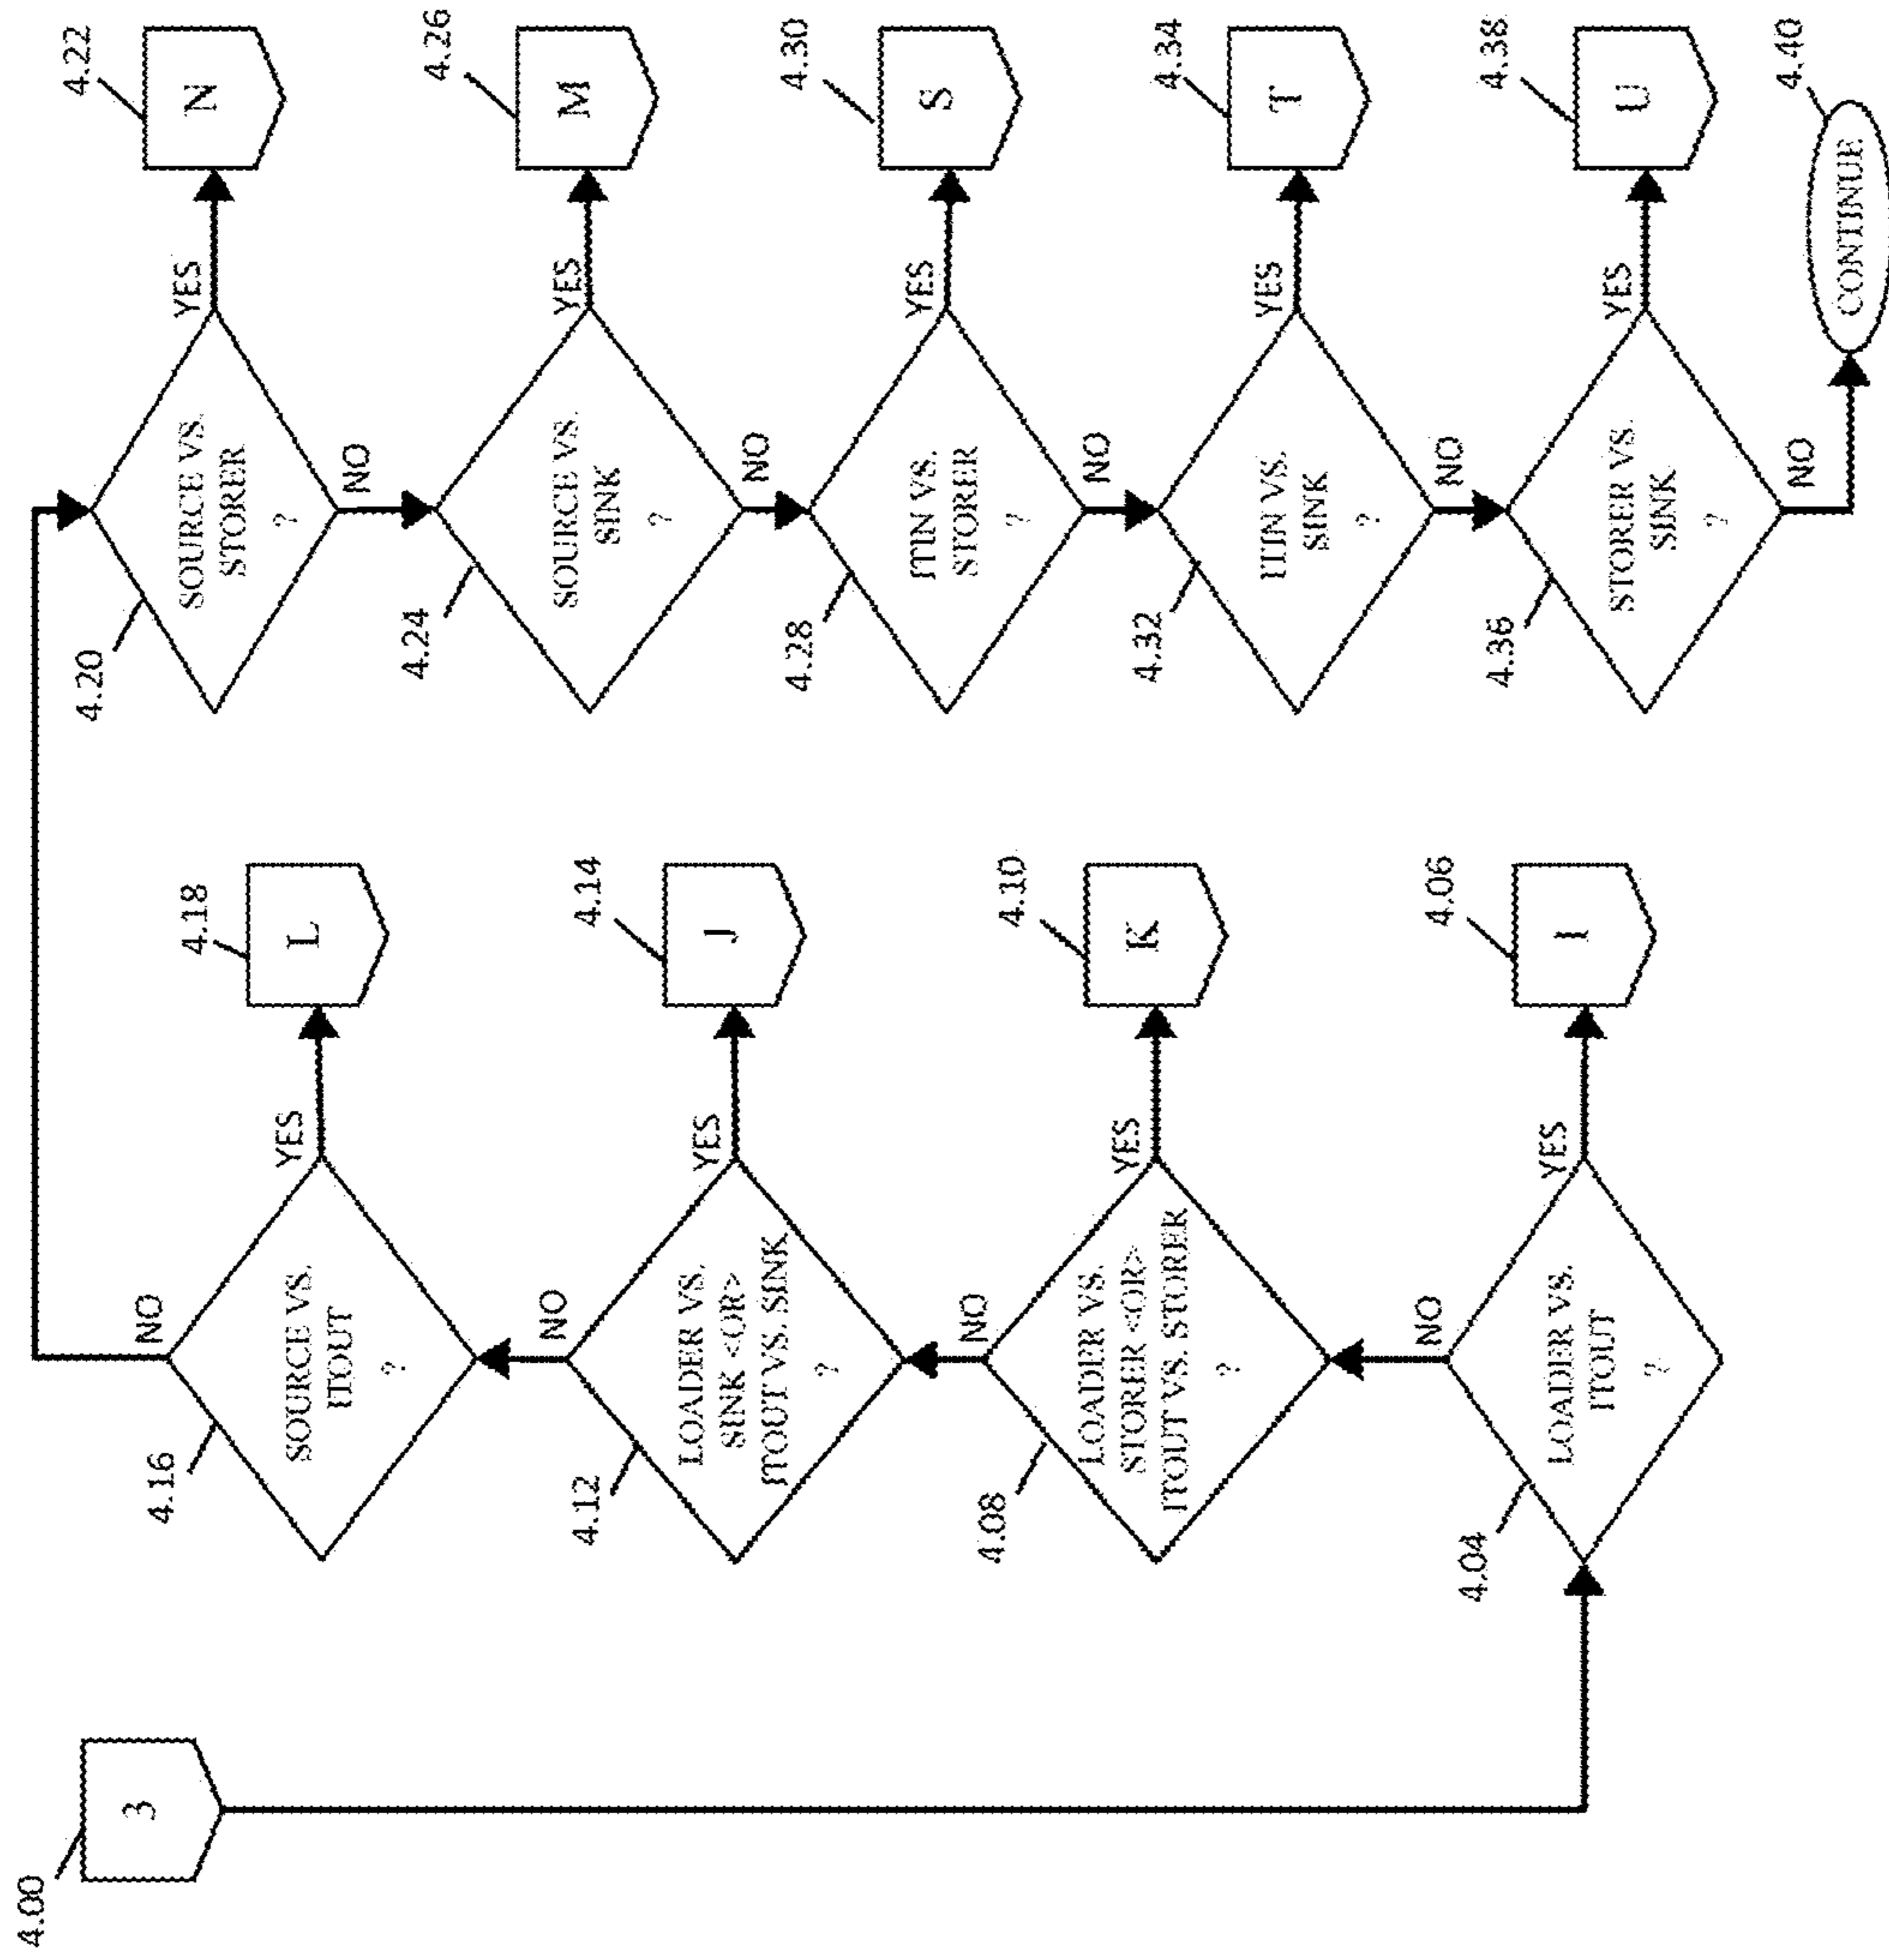 4.00
3
4.04
LOADER VS.
ITOUT
?
YES
4.06
I
NO
4.08
LOADER VS.
STORER <OR>
ITOUT VS. STORER
?
YES
4.10
K
NO
4.12
LOADER VS.
SINK <OR>
ITOUT VS. SINK
?
YES
4.14
J
NO
4.16
SOURCE VS.
ITOUT
?
YES
4.18
L
NO
4.20
SOURCE VS.
STORER
?
YES
4.22
N
NO
4.24
SOURCE VS.
SINK
?
YES
4.26
M
NO
4.28
ITIN VS.
STORER
?
YES
4.30
S
NO
4.32
ITIN VS.
SINK
?
YES
4.34
T
NO
4.36
STORER VS.
SINK
?
YES
4.38
U
NO
4.40
CONTINUE